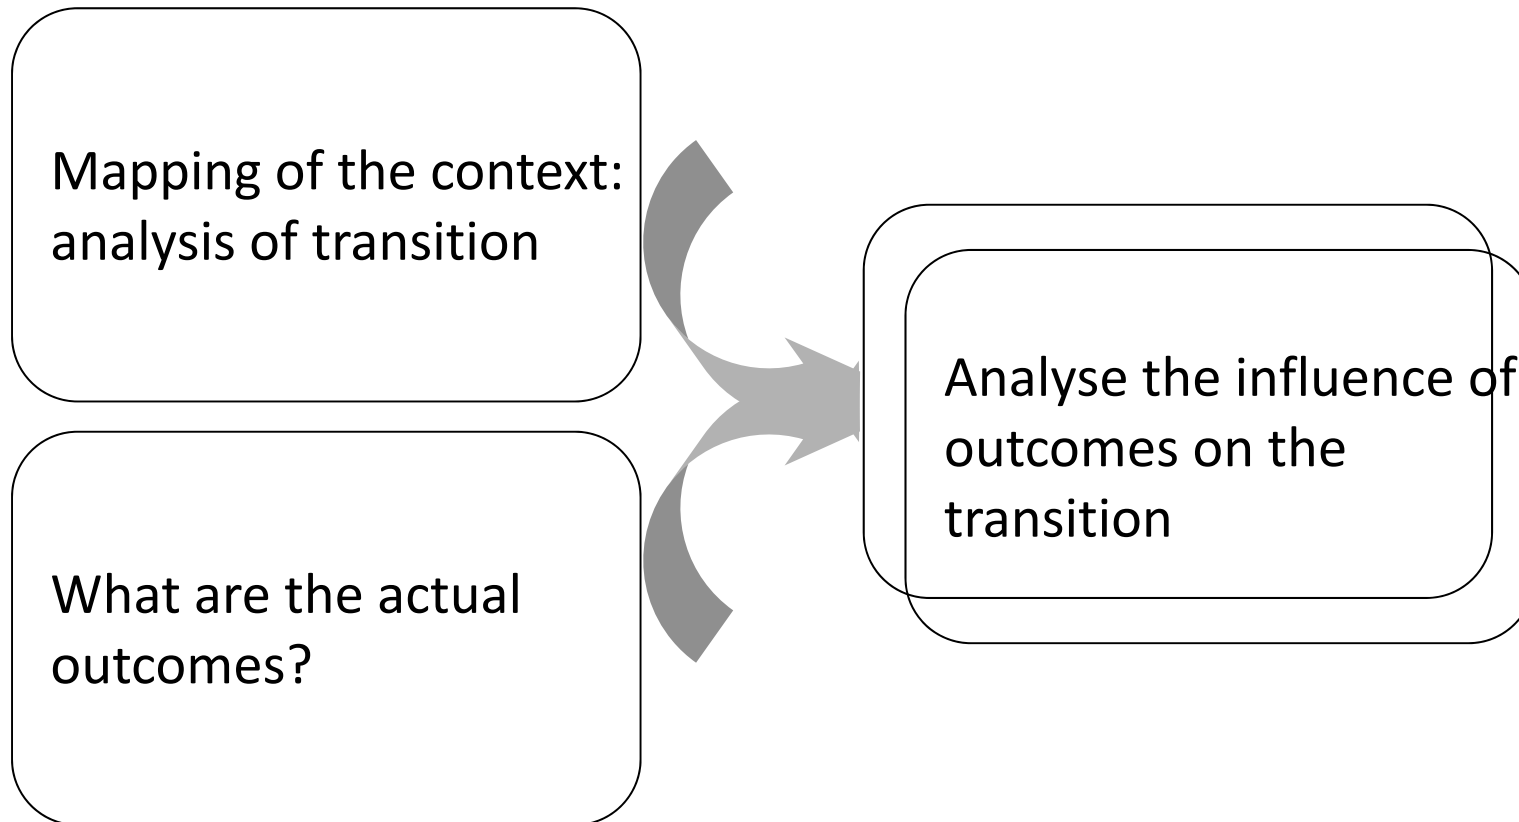 Mapping of the context:
analysis of transition
What are the actual
outcomes?
Analyse the influence of
outcomes on the
transition